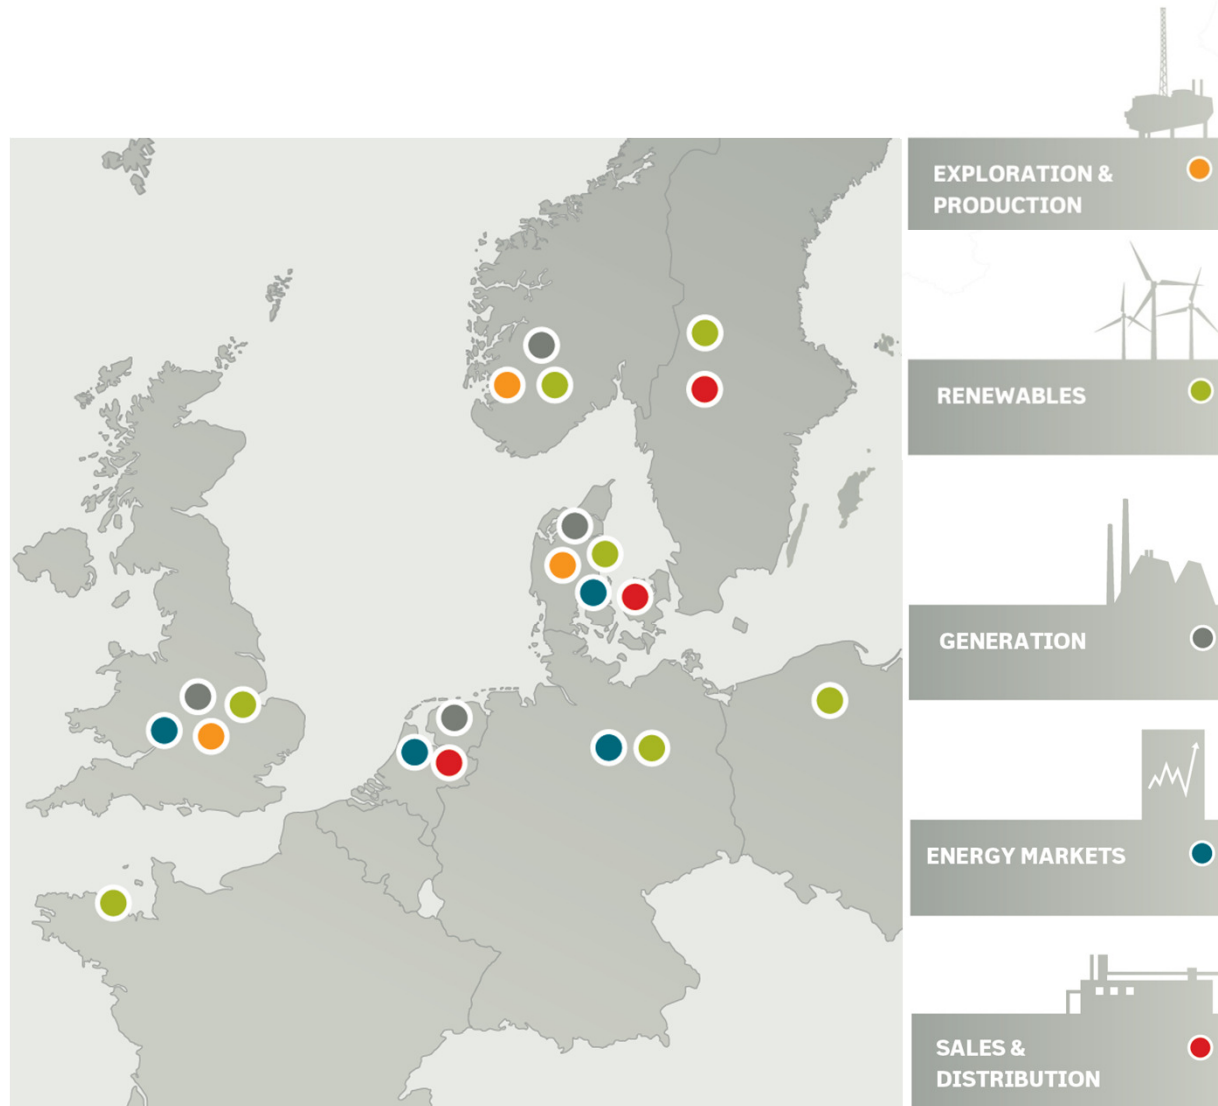 EXPLORATION &
PRODUCTION
RENEWABLES
GENERATION
ENERGY MARKETS
SALES &
DISTRIBUTION